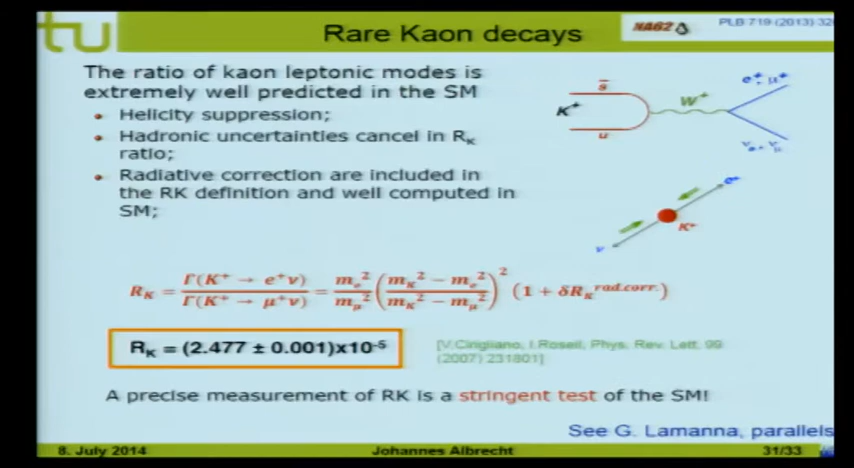 tu
Rare Kaon decays
NA62
PLB 719 (2013) 32
The ratio of kaon leptonic modes is
extremely well predicted in the SM
• Helicity suppression;
• Hadronic uncertainties cancel in R_K
ratio;
• Radiative correction are included in
the RK definition and well computed in
SM;
s̄
K⁺
u
W⁺
e⁺, μ⁺
ν_e, ν_μ
e⁺
K⁺
ν
R_K = Γ(K⁺ → e⁺ν) / Γ(K⁺ → μ⁺ν) = m_e² / m_μ² ((m_K² − m_e²) / (m_K² − m_μ²))² (1 + δR_K^rad.corr.)
R_K = (2.477 ± 0.001)x10⁻⁵
[V.Cirigliano, I.Rosell, Phys. Rev. Lett. 99
(2007) 231801]
A precise measurement of RK is a stringent test of the SM!
See G. Lamanna, parallels
8. July 2014
Johannes Albrecht
31/33